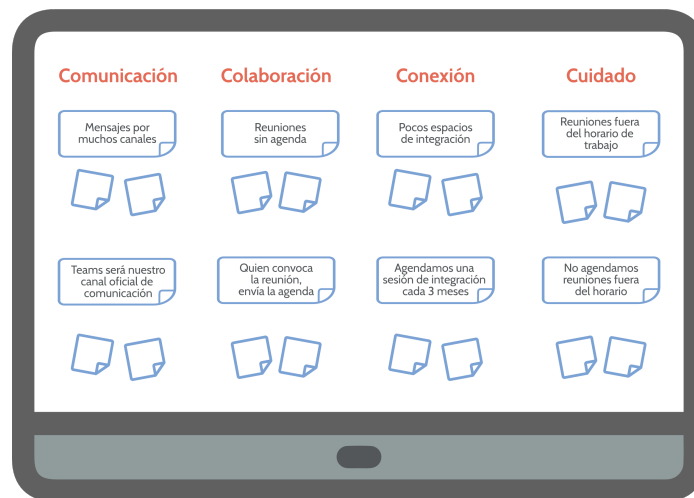 Comunicación
Colaboración
Conexión
Cuidado
Mensajes por
muchos canales
Reuniones
sin agenda
Pocos espacios
de integración
Reuniones fuera
del horario de
trabajo
Teams será nuestro
canal oficial de
comunicación
Quien convoca
la reunión,
envía la agenda
Agendamos una
sesión de integración
cada 3 meses
No agendamos
reuniones fuera
del horario